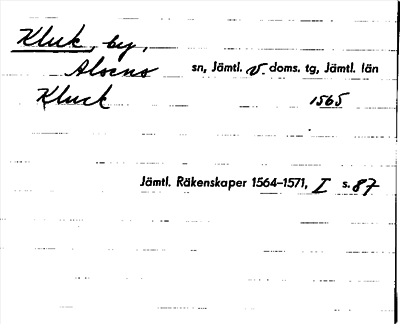 Kluk, by,
Alsens sn, Jämtl. v. doms. tg, Jämtl. län
Kluck 1565
Jämtl. Räkenskaper 1564–1571, I s. 87